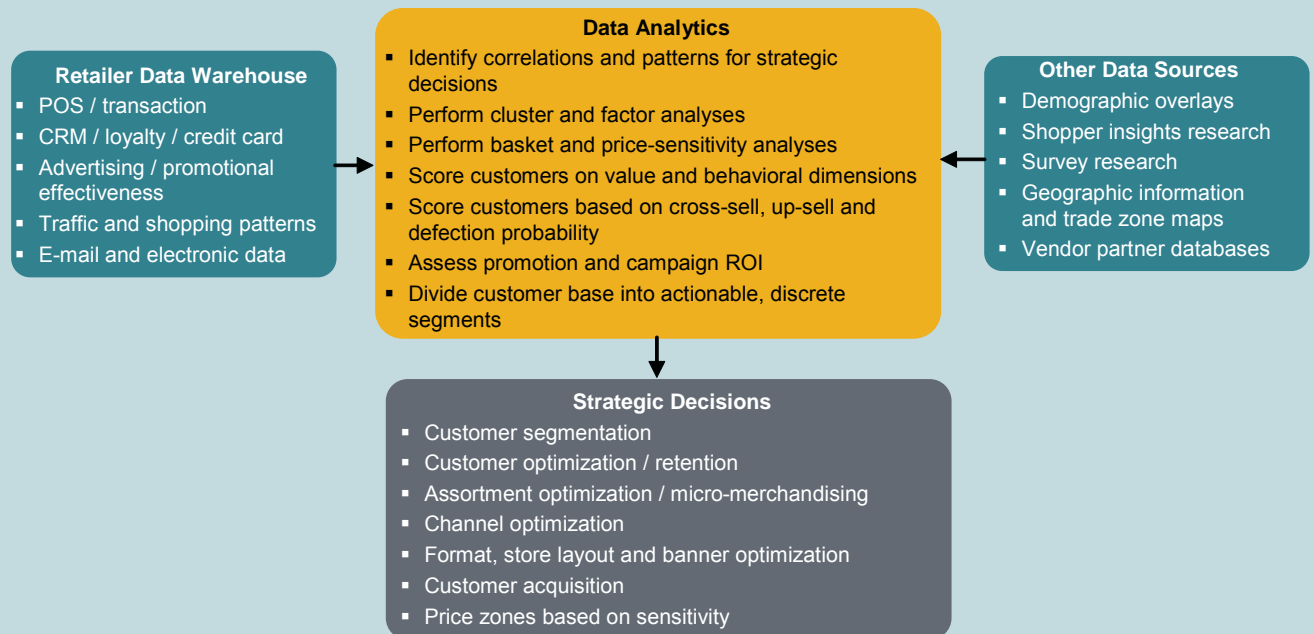 Retailer Data Warehouse
▪ POS / transaction
▪ CRM / loyalty / credit card
▪ Advertising / promotional
effectiveness
▪ Traffic and shopping patterns
▪ E-mail and electronic data
Data Analytics
▪ Identify correlations and patterns for strategic
decisions
▪ Perform cluster and factor analyses
▪ Perform basket and price-sensitivity analyses
▪ Score customers on value and behavioral dimensions
▪ Score customers based on cross-sell, up-sell and
defection probability
▪ Assess promotion and campaign ROI
▪ Divide customer base into actionable, discrete
segments
Other Data Sources
▪ Demographic overlays
▪ Shopper insights research
▪ Survey research
▪ Geographic information
and trade zone maps
▪ Vendor partner databases
Strategic Decisions
▪ Customer segmentation
▪ Customer optimization / retention
▪ Assortment optimization / micro-merchandising
▪ Channel optimization
▪ Format, store layout and banner optimization
▪ Customer acquisition
▪ Price zones based on sensitivity